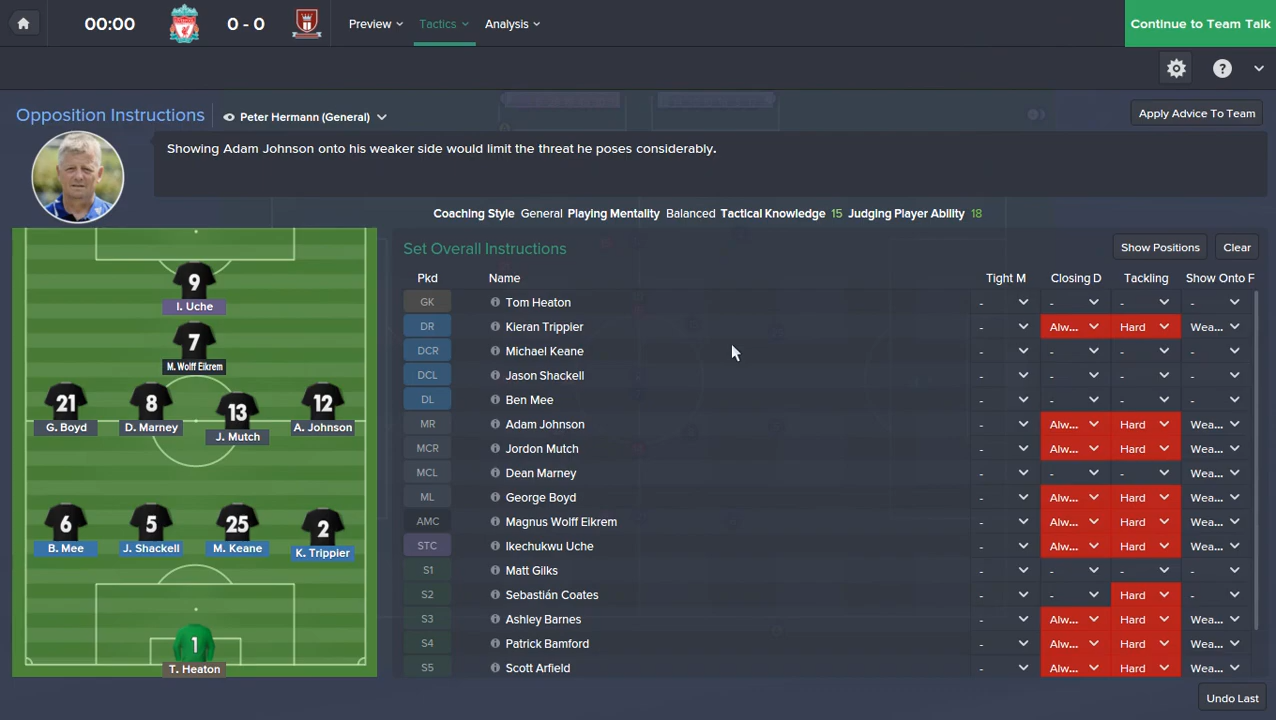 00:00
0 - 0
Preview
Tactics
Analysis
Continue to Team Talk
?
Opposition Instructions
Peter Hermann (General)
Apply Advice To Team
Showing Adam Johnson onto his weaker side would limit the threat he poses considerably.
Coaching Style General Playing Mentality Balanced Tactical Knowledge 15 Judging Player Ability 18
9
I. Uche
7
M. Wolff Eikrem
21
G. Boyd
8
D. Marney
13
J. Mutch
12
A. Johnson
6
B. Mee
5
J. Shackell
25
M. Keane
2
K. Trippier
1
T. Heaton
Set Overall Instructions
Show Positions
Clear
Pkd Name Tight M Closing D Tackling Show Onto F
GK Tom Heaton - - - -
DR Kieran Trippier - Alw... Hard Wea...
DCR Michael Keane - - - -
DCL Jason Shackell - - - -
DL Ben Mee - - - -
MR Adam Johnson - Alw... Hard Wea...
MCR Jordon Mutch - Alw... Hard Wea...
MCL Dean Marney - - - Wea...
ML George Boyd - Alw... Hard Wea...
AMC Magnus Wolff Eikrem - Alw... Hard Wea...
STC Ikechukwu Uche - Alw... Hard Wea...
S1 Matt Gilks - - - -
S2 Sebastián Coates - - Hard -
S3 Ashley Barnes - Alw... Hard Wea...
S4 Patrick Bamford - Alw... Hard Wea...
S5 Scott Arfield - Alw... Hard Wea...
Undo Last